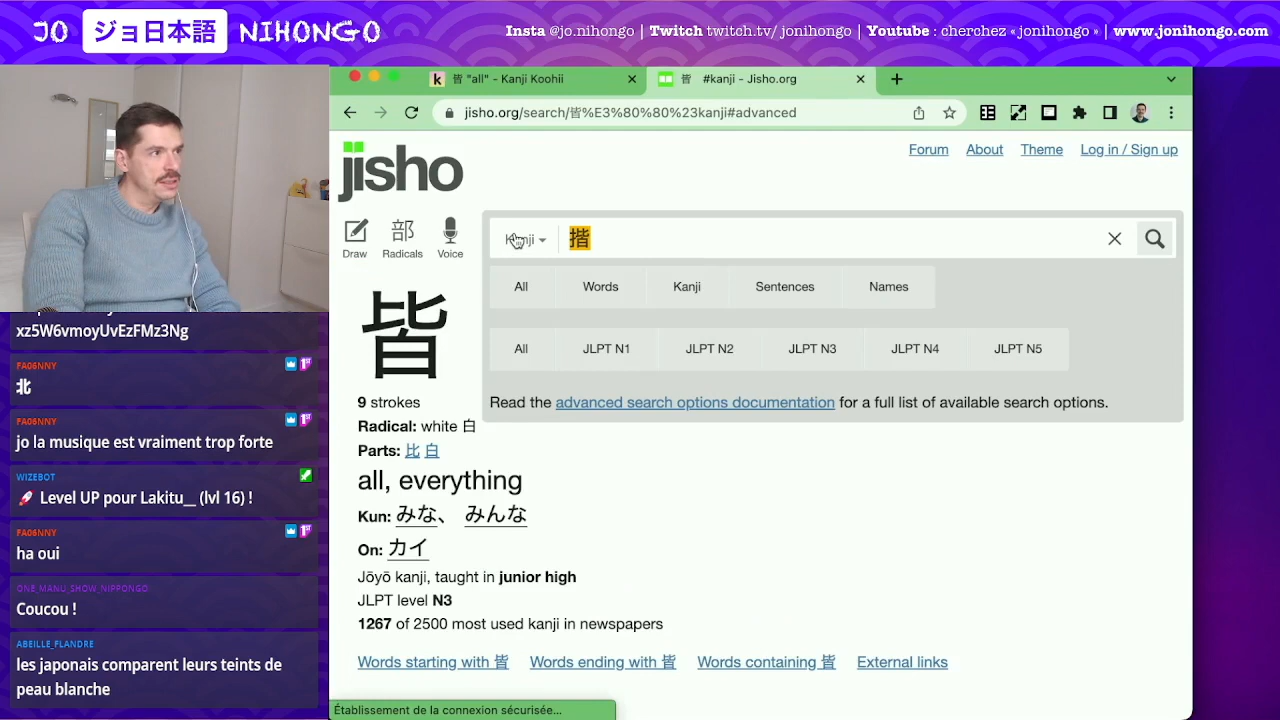 JO ジョ日本語 NIHONGO
Insta @jo.nihongo | Twitch twitch.tv/ jonihongo | Youtube : cherchez « jonihongo » | www.jonihongo.com
皆 "all" - Kanji Koohii
皆 #kanji - Jisho.org
jisho.org/search/皆%E3%80%80%23kanji#advanced
jisho
Forum About Theme Log in / Sign up
Draw
部 Radicals
Voice
Kanji
揩
All Words Kanji Sentences Names
All JLPT N1 JLPT N2 JLPT N3 JLPT N4 JLPT N5
Read the advanced search options documentation for a full list of available search options.
皆
9 strokes
Radical: white 白
Parts: 比 白
all, everything
Kun: みな、 みんな
On: カイ
Jōyō kanji, taught in junior high
JLPT level N3
1267 of 2500 most used kanji in newspapers
Words starting with 皆 Words ending with 皆 Words containing 皆 External links
Établissement de la connexion sécurisée...
xz5W6vmoyUvEzFMz3Ng
FA06NNY
北
FA06NNY
jo la musique est vraiment trop forte
WIZEBOT
🚀 Level UP pour Lakitu__ (lvl 16) !
FA06NNY
ha oui
ONE_MANU_SHOW_NIPPONGO
Coucou !
ABEILLE_FLANDRE
les japonais comparent leurs teints de
peau blanche